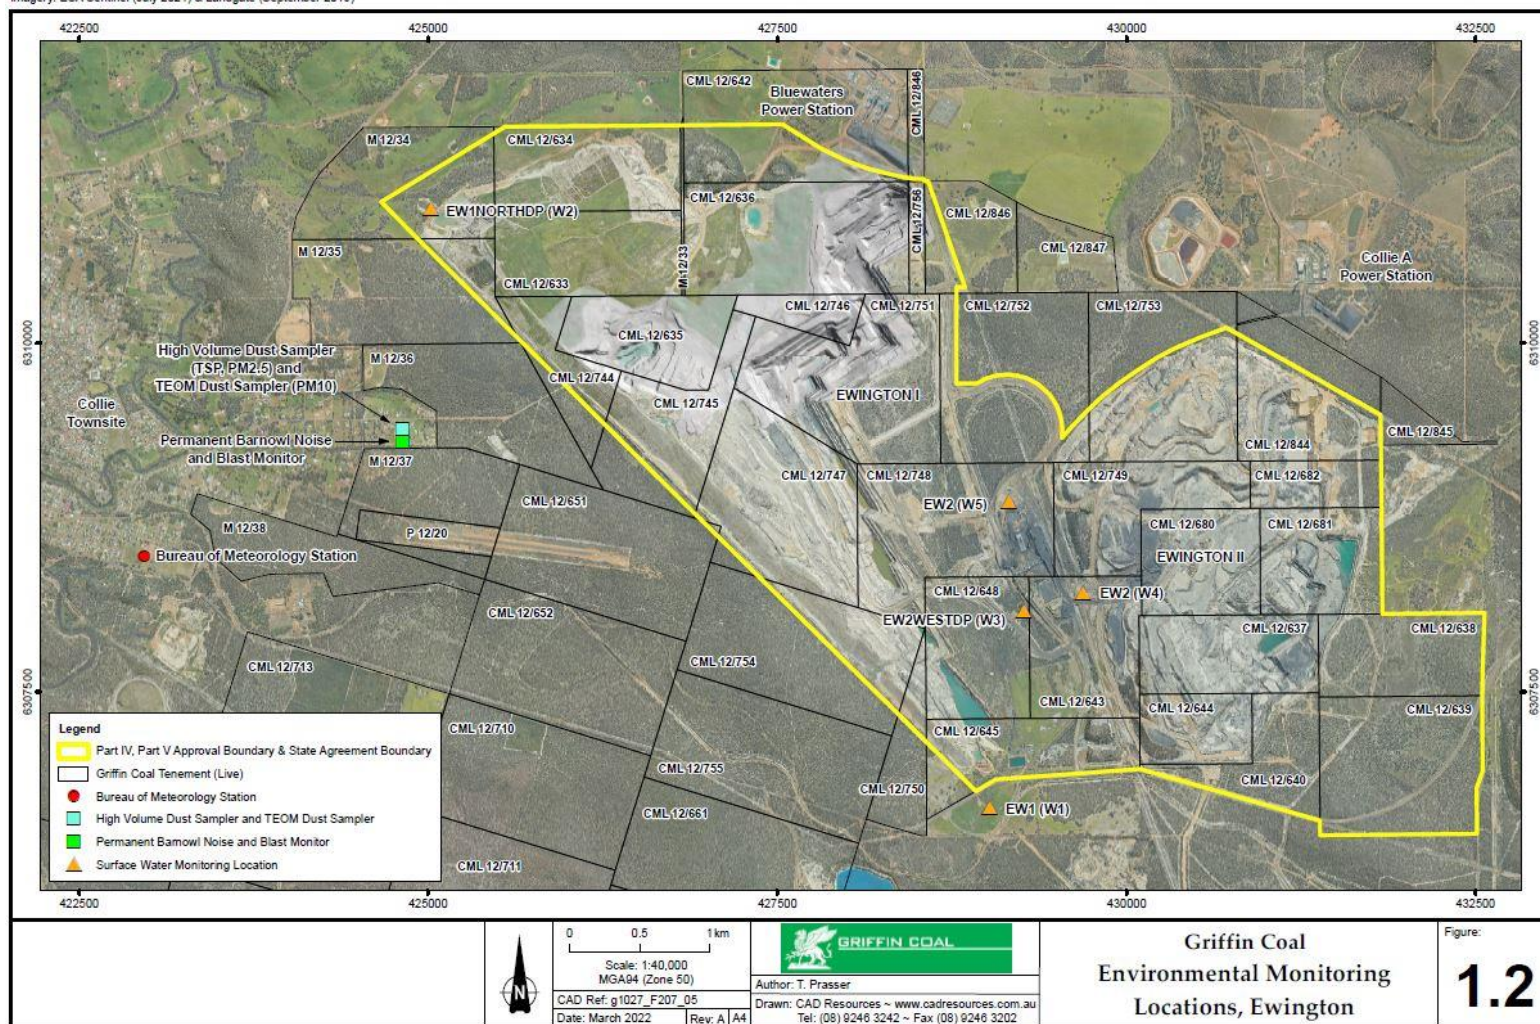 422500
425000
427500
430000
432500
CML 12/642
Bluewaters
Power Station
CML 12/846
M 12/34
CML 12/634
CML 12/636
CML 12/756
CML 12/846
EW1NORTHDP (W2)
M 12/35
M 12/33
CML 12/847
Collie A
Power Station
CML 12/633
CML 12/746
CML 12/751
CML 12/752
CML 12/753
6310000
6310000
CML 12/635
High Volume Dust Sampler
(TSP, PM2.5) and
TEOM Dust Sampler (PM10)
M 12/36
CML 12/744
CML 12/745
EWINGTON I
Collie
Townsite
Permanent Barnowl Noise
and Blast Monitor
M 12/37
CML 12/844
CML 12/845
CML 12/651
CML 12/747
CML 12/748
CML 12/749
CML 12/682
EW2 (W5)
M 12/38
P 12/20
CML 12/680
CML 12/681
Bureau of Meteorology Station
EWINGTON II
CML 12/648
EW2 (W4)
CML 12/652
EW2WESTDP (W3)
CML 12/637
CML 12/638
CML 12/713
CML 12/754
6307500
6307500
CML 12/643
CML 12/644
CML 12/639
CML 12/710
CML 12/645
CML 12/755
CML 12/750
CML 12/640
CML 12/661
EW1 (W1)
CML 12/711
Legend
Part IV, Part V Approval Boundary & State Agreement Boundary
Griffin Coal Tenement (Live)
Bureau of Meteorology Station
High Volume Dust Sampler and TEOM Dust Sampler
Permanent Barnowl Noise and Blast Monitor
Surface Water Monitoring Location
422500
425000
427500
430000
432500
N
0 0.5 1km
Scale: 1:40,000
MGA94 (Zone 50)
CAD Ref: g1027_F207_05
Date: March 2022
Rev: A
A4
GRIFFIN COAL
Author: T. Prasser
Drawn: CAD Resources ~ www.cadresources.com.au
Tel: (08) 9246 3242 ~ Fax (08) 9246 3202
Griffin Coal
Environmental Monitoring
Locations, Ewington
Figure:
1.2